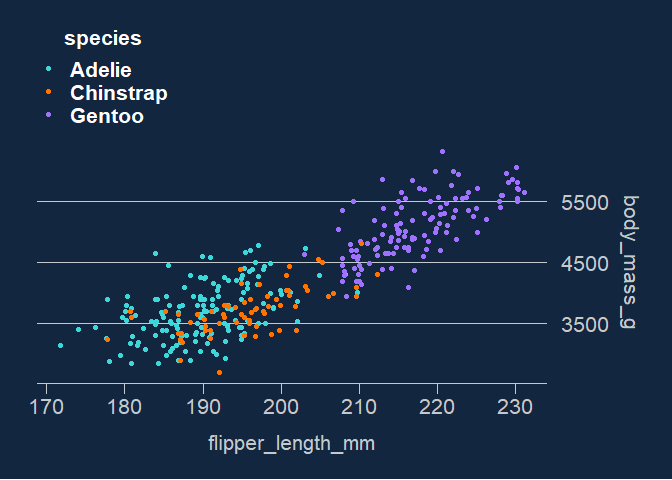 species
Adelie
Chinstrap
Gentoo
5500
4500
3500
body_mass_g
170 180 190 200 210 220 230
flipper_length_mm